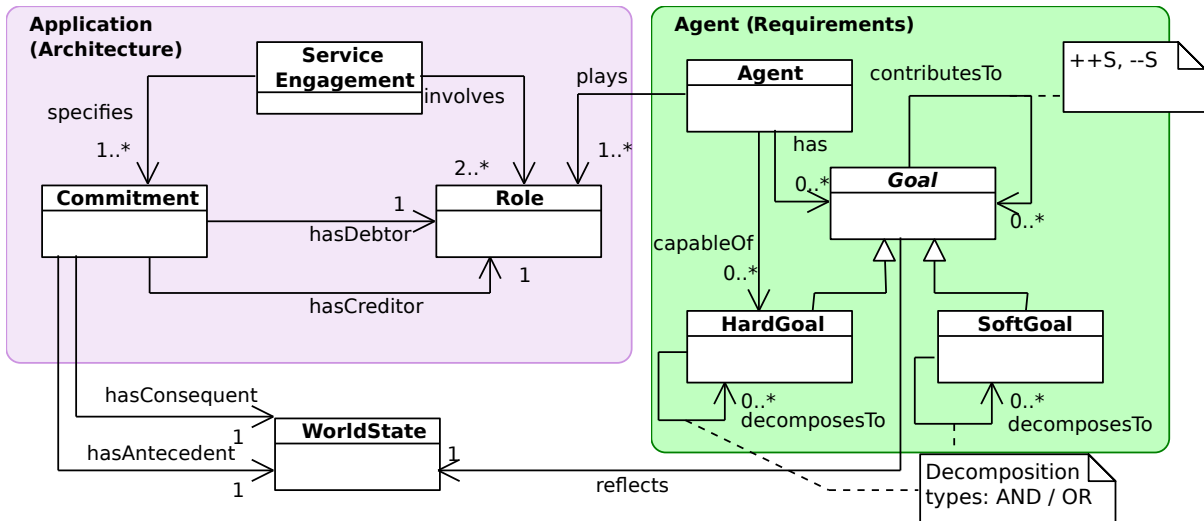 Application
(Architecture)
Service
Engagement
specifies
1..*
involves
2..*
plays
1..*
Commitment
Role
1
hasDebtor
1
hasCreditor
Agent (Requirements)
Agent
contributesTo
++S, --S
has
0..*
Goal
0..*
capableOf
0..*
HardGoal
SoftGoal
0..*
decomposesTo
0..*
decomposesTo
hasConsequent
1
hasAntecedent
1
WorldState
1
reflects
Decomposition
types: AND / OR